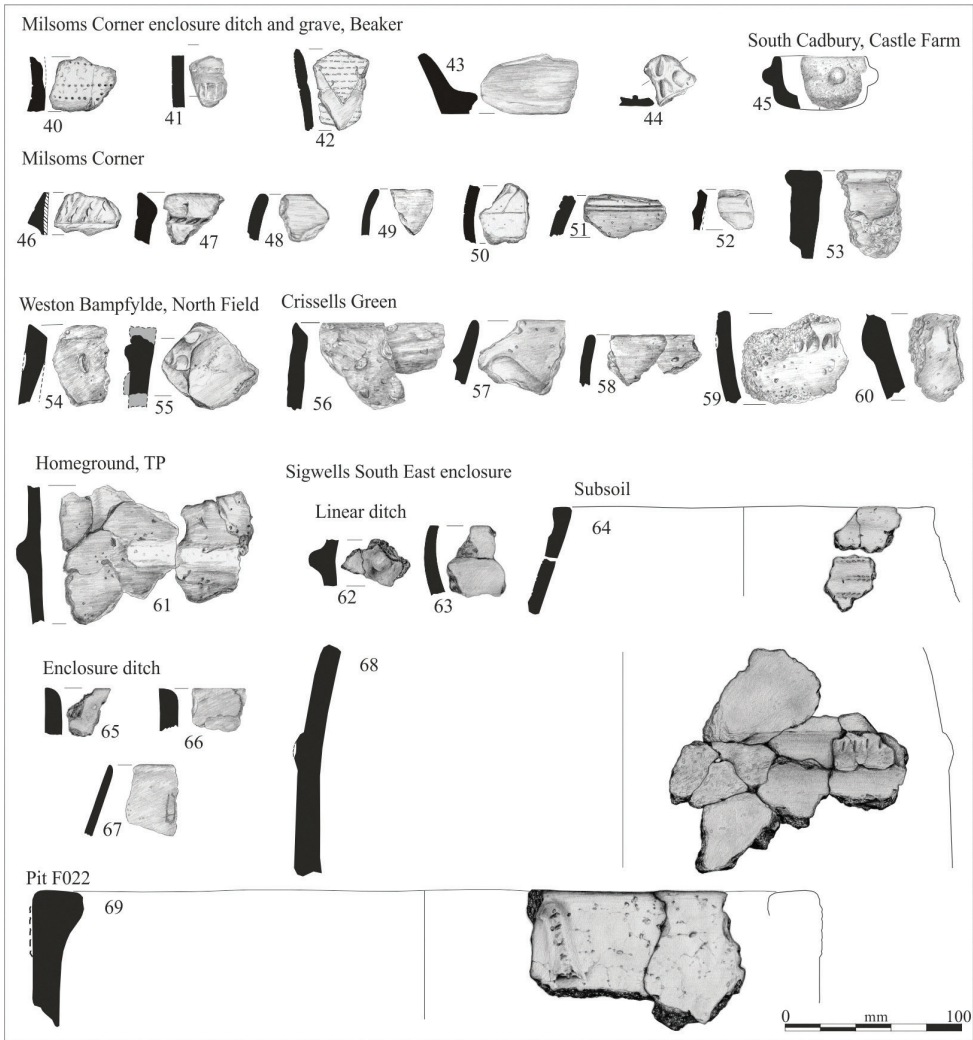 Milsoms Corner enclosure ditch and grave, Beaker
South Cadbury, Castle Farm
40
41
42
43
44
45
Milsoms Corner
46
47
48
49
50
51
52
53
Weston Bampfylde, North Field
Crissells Green
54
55
56
57
58
59
60
Homeground, TP
Sigwells South East enclosure
Linear ditch
Subsoil
61
62
63
64
Enclosure ditch
65
66
67
68
Pit F022
69
0 mm 100